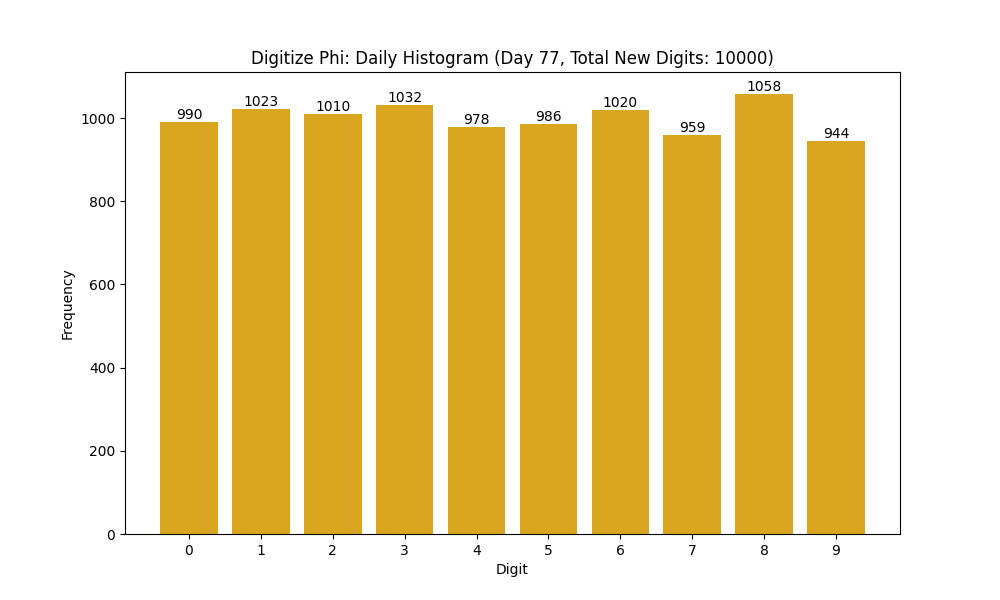 Digitize Phi: Daily Histogram (Day 77, Total New Digits: 10000)
990 1023 1010 1032 978 986 1020 959 1058 944
1000
800
600
400
200
0
Frequency
0 1 2 3 4 5 6 7 8 9
Digit